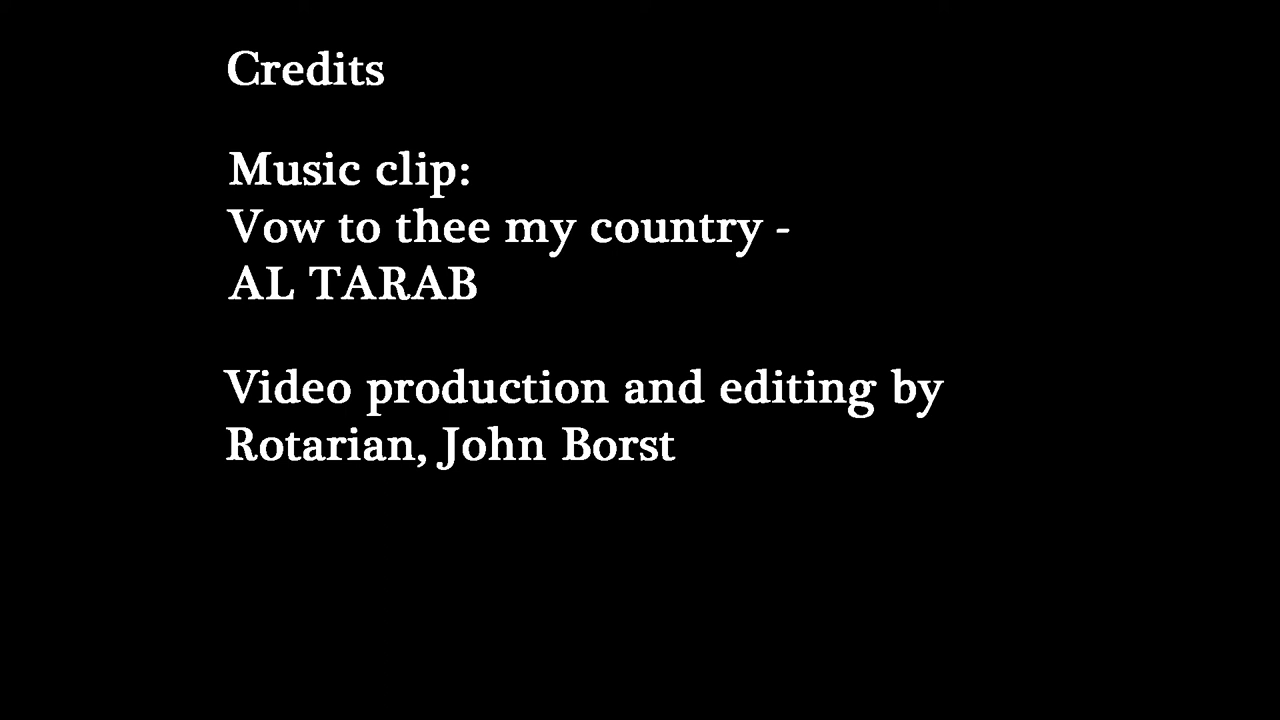 Credits
Music clip:
Vow to thee my country -
AL TARAB
Video production and editing by
Rotarian, John Borst